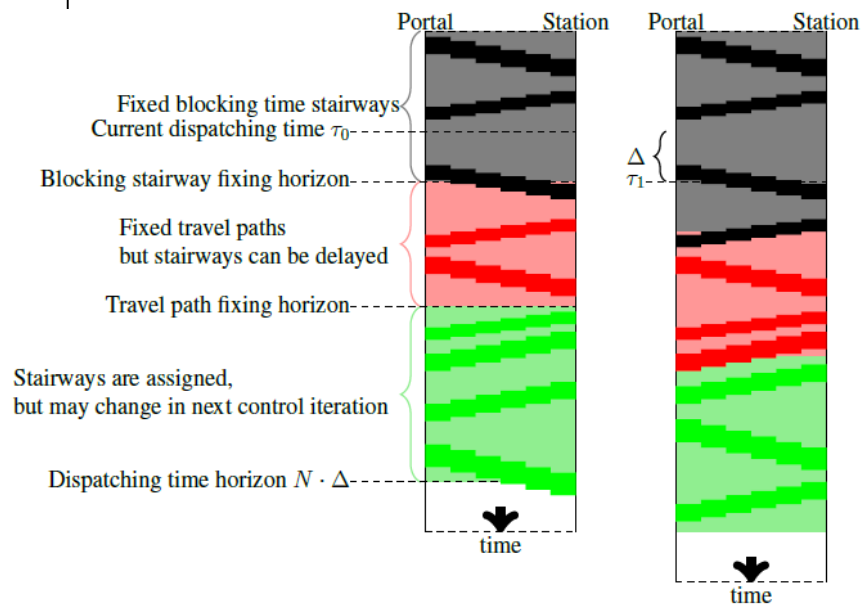 Portal Station
Portal Station
Fixed blocking time stairways
Current dispatching time τ₀
Δ
τ₁
Blocking stairway fixing horizon
Fixed travel paths
but stairways can be delayed
Travel path fixing horizon
Stairways are assigned,
but may change in next control iteration
Dispatching time horizon N · Δ
time
time